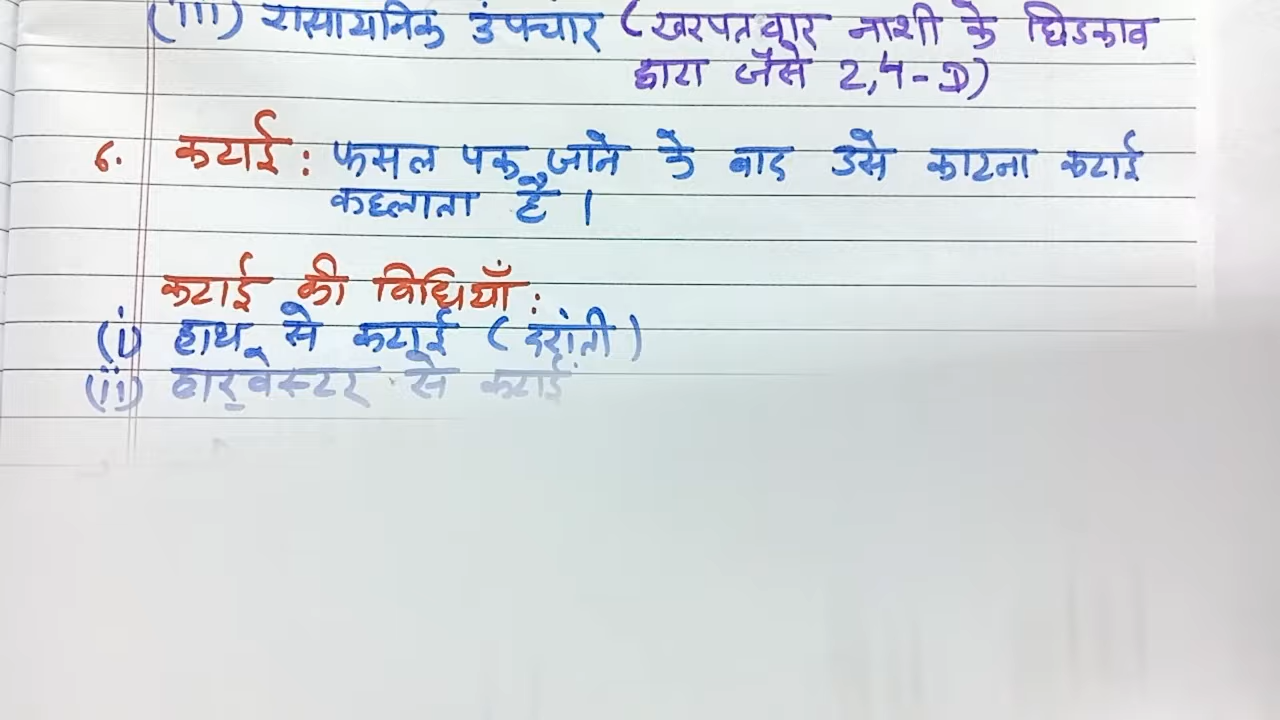 (iii) रासायनिक उपचार (खरपतवार नाशी के छिडकाव
द्वारा जैसे 2,4-D)
6. कटाई : फसल पक जाने के बाद उसे काटना कटाई
कहलाता है ।
कटाई की विधियाँ :
(i) हाथ से कटाई (दरांती)
(ii) हारवेस्टर से कटाई